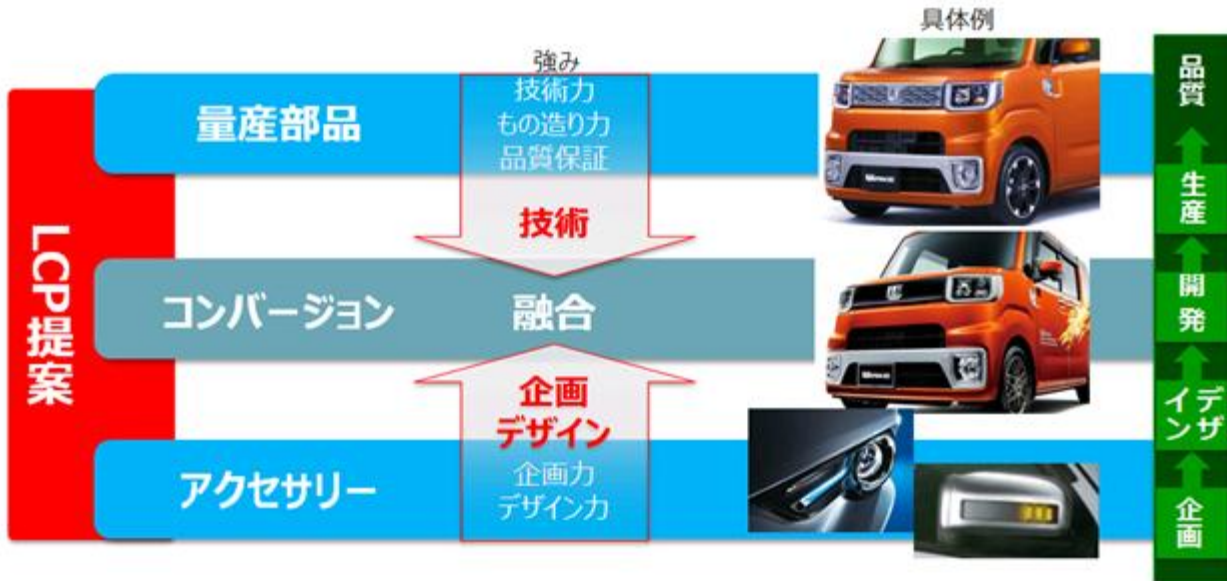 具体例
強み
LCP提案
量産部品
技術力
もの造り力
品質保証
技術
コンバージョン
融合
企画
デザイン
アクセサリー
企画力
デザイン力
品質
生産
開発
デザイン
企画